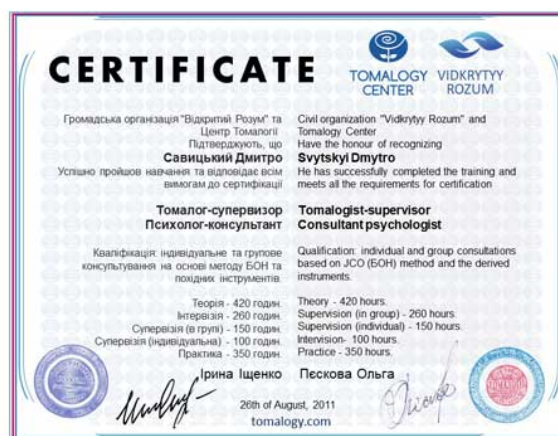 CERTIFICATE
TOMALOGY CENTER
VIDKRYTYY ROZUM
Громадська організація "Відкритий Розум" та
Центр Томалогії
Підтверджують, що
Савицький Дмитро
Успішно пройшов навчання та відповідає всім
вимогам до сертифікації
Томалог-супервизор
Психолог-консультант
Кваліфікація: індивідуальне та групове
консультування на основі методу БОН та
похідних інструментів.
Теорія - 420 годин.
Інтервізія - 260 годин.
Супервізія (в групі) - 150 годин.
Супервізія (індивідуальна) - 100 годин.
Практика - 350 годин.
Civil organization "Vidkrytyy Rozum" and
Tomalogy Center
Have the honour of recognizing
Svytskyi Dmytro
He has successfully completed the training and
meets all the requirements for certification
Tomalogist-supervisor
Consultant psychologist
Qualification: individual and group consultations
based on JCO (БОН) method and the derived
instruments.
Theory - 420 hours.
Supervision (in group) - 260 hours.
Supervision (individual) - 150 hours.
Intervision- 100 hours.
Practice - 350 hours.
Ірина Іщенко
Пєскова Ольга
26th of August, 2011
tomalogy.com